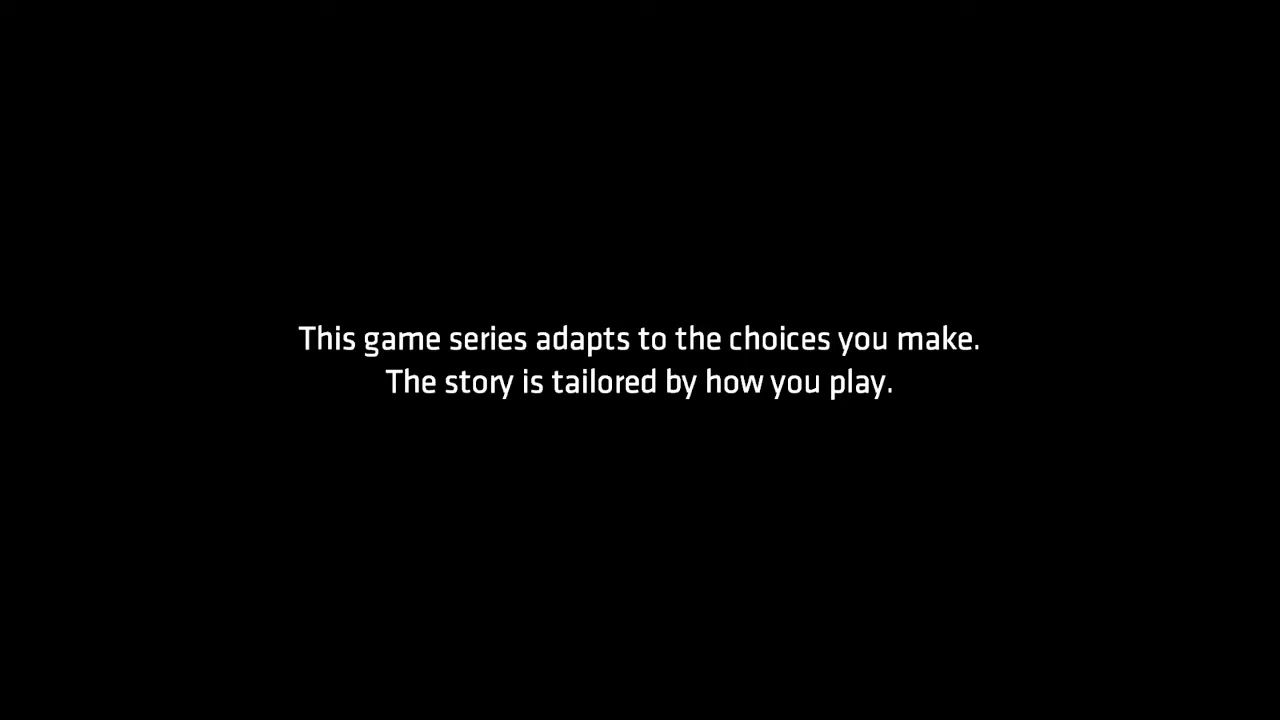 This game series adapts to the choices you make.
The story is tailored by how you play.